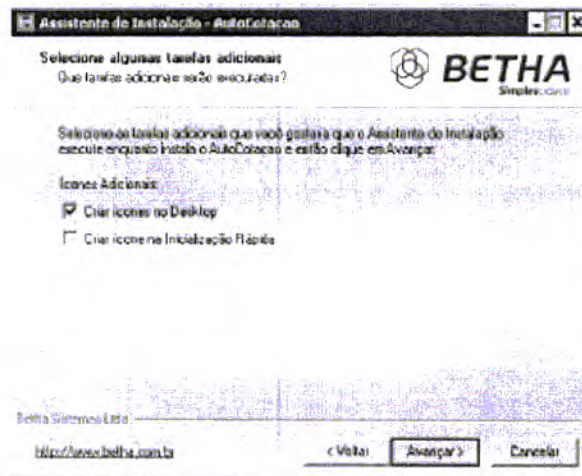 Assistente de Instalação - AutoCotacao
Selecione algumas tarefas adicionais
Que tarefas adicionais serão executadas?
BETHA
Simples
Selecione as tarefas adicionais que você gostaria que o Assistente de Instalação
execute enquanto instala o AutoCotacao e então clique em Avançar.
Ícones Adicionais:
Criar ícones no Desktop
Criar ícone na Inicialização Rápida
Betha Sistemas Ltda
http://www.betha.com.br
< Voltar
Avançar >
Cancelar